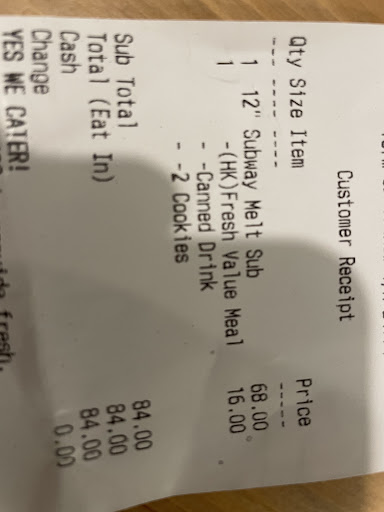 Customer Receipt
Qty Size Item Price
--- ---- ---- -----
1 12" Subway Melt Sub 68.00
1 -(HK)Fresh Value Meal 16.00
- -Canned Drink
- -2 Cookies
Sub Total 84.00
Total (Eat In) 84.00
Cash 84.00
Change 0.00
YES WE CATER!
fresh.